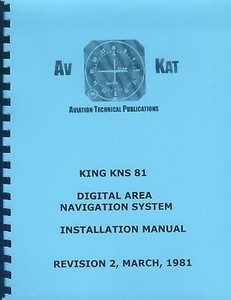 AV KAT
AVIATION TECHNICAL PUBLICATIONS
KING KNS 81
DIGITAL AREA
NAVIGATION SYSTEM
INSTALLATION MANUAL
REVISION 2, MARCH, 1981